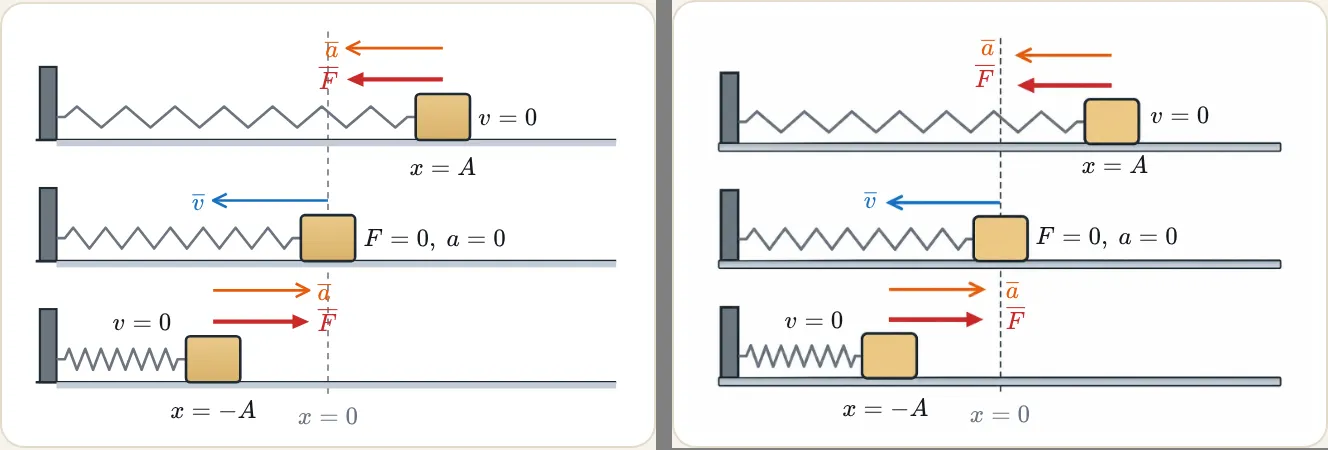 a̅
F̅
v = 0
x = A
v̅
F = 0, a = 0
a̅
F̅
v = 0
x = −A
x = 0
a̅
F̅
v = 0
x = A
v̅
F = 0, a = 0
a̅
F̅
v = 0
x = −A
x = 0